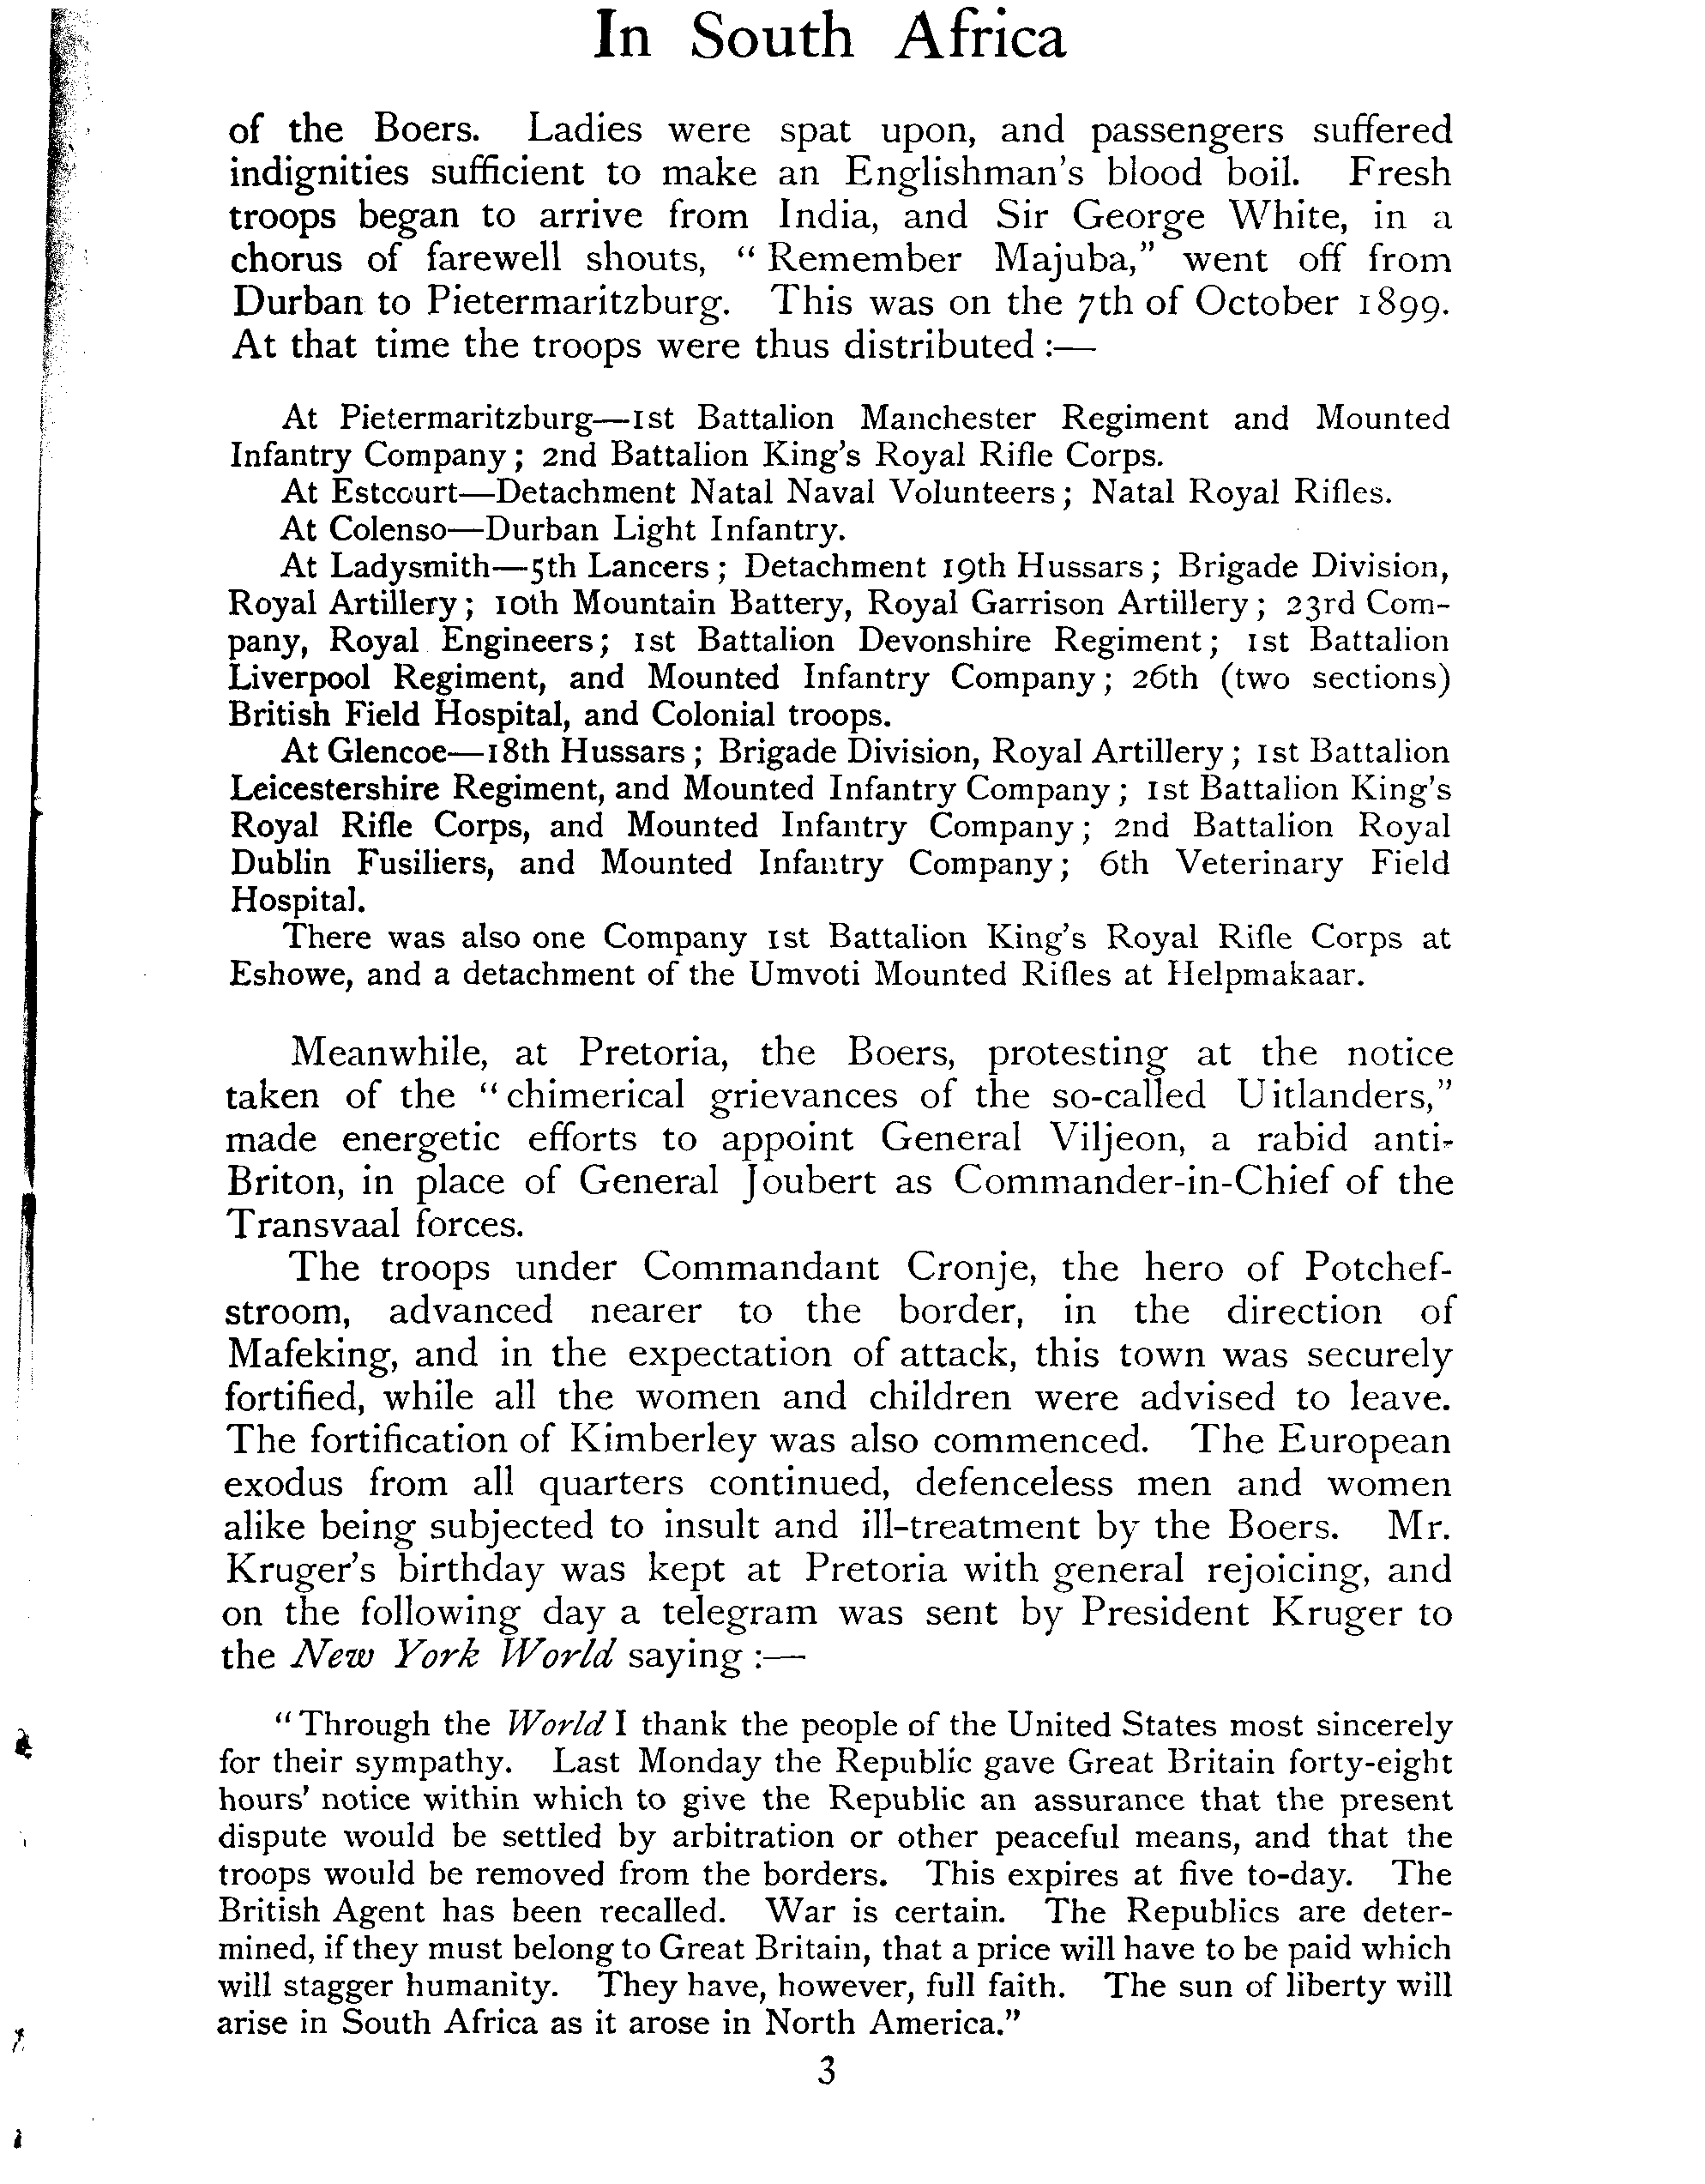 In South Africa
of the Boers. Ladies were spat upon, and passengers suffered
indignities sufficient to make an Englishman's blood boil. Fresh
troops began to arrive from India, and Sir George White, in a
chorus of farewell shouts, "Remember Majuba," went off from
Durban to Pietermaritzburg. This was on the 7th of October 1899.
At that time the troops were thus distributed :—
At Pietermaritzburg—1st Battalion Manchester Regiment and Mounted
Infantry Company; 2nd Battalion King's Royal Rifle Corps.
At Estcourt—Detachment Natal Naval Volunteers; Natal Royal Rifles.
At Colenso—Durban Light Infantry.
At Ladysmith—5th Lancers; Detachment 19th Hussars; Brigade Division,
Royal Artillery; 10th Mountain Battery, Royal Garrison Artillery; 23rd Com-
pany, Royal Engineers; 1st Battalion Devonshire Regiment; 1st Battalion
Liverpool Regiment, and Mounted Infantry Company; 26th (two sections)
British Field Hospital, and Colonial troops.
At Glencoe—18th Hussars; Brigade Division, Royal Artillery; 1st Battalion
Leicestershire Regiment, and Mounted Infantry Company; 1st Battalion King's
Royal Rifle Corps, and Mounted Infantry Company; 2nd Battalion Royal
Dublin Fusiliers, and Mounted Infantry Company; 6th Veterinary Field
Hospital.
There was also one Company 1st Battalion King's Royal Rifle Corps at
Eshowe, and a detachment of the Umvoti Mounted Rifles at Helpmakaar.
Meanwhile, at Pretoria, the Boers, protesting at the notice
taken of the "chimerical grievances of the so-called Uitlanders,"
made energetic efforts to appoint General Viljeon, a rabid anti-
Briton, in place of General Joubert as Commander-in-Chief of the
Transvaal forces.
The troops under Commandant Cronje, the hero of Potchef-
stroom, advanced nearer to the border, in the direction of
Mafeking, and in the expectation of attack, this town was securely
fortified, while all the women and children were advised to leave.
The fortification of Kimberley was also commenced. The European
exodus from all quarters continued, defenceless men and women
alike being subjected to insult and ill-treatment by the Boers. Mr.
Kruger's birthday was kept at Pretoria with general rejoicing, and
on the following day a telegram was sent by President Kruger to
the New York World saying :—
"Through the World I thank the people of the United States most sincerely
for their sympathy. Last Monday the Republic gave Great Britain forty-eight
hours' notice within which to give the Republic an assurance that the present
dispute would be settled by arbitration or other peaceful means, and that the
troops would be removed from the borders. This expires at five to-day. The
British Agent has been recalled. War is certain. The Republics are deter-
mined, if they must belong to Great Britain, that a price will have to be paid which
will stagger humanity. They have, however, full faith. The sun of liberty will
arise in South Africa as it arose in North America."
3